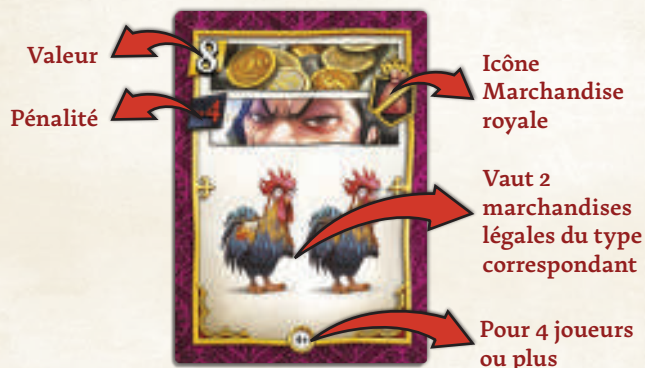 Valeur
8
Pénalité
4
Icône
Marchandise
royale
Vaut 2
marchandises
légales du type
correspondant
4+
Pour 4 joueurs
ou plus